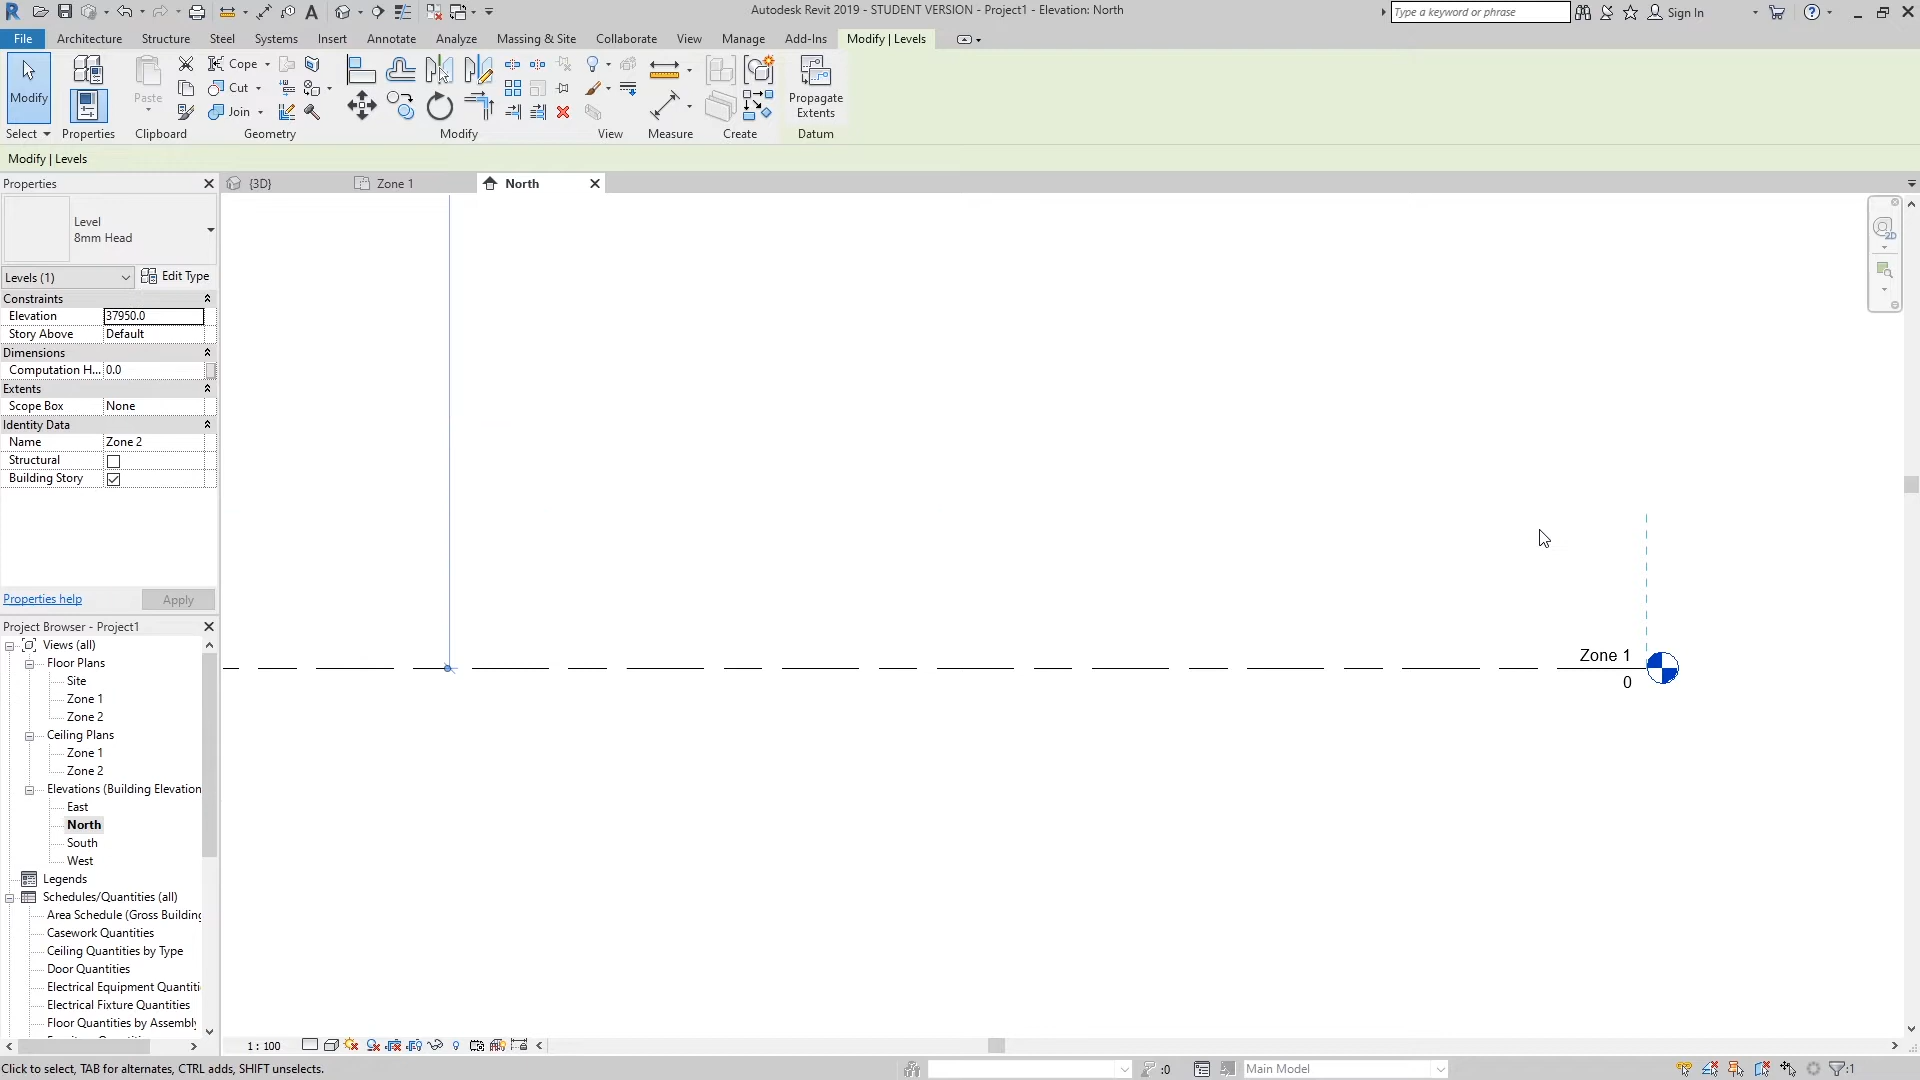 Autodesk Revit 2019 - STUDENT VERSION - Project1 - Elevation: North
Type a keyword or phrase
Sign In
File
Architecture
Structure
Steel
Systems
Insert
Annotate
Analyze
Massing & Site
Collaborate
View
Manage
Add-Ins
Modify | Levels
Modify
Paste
Cope
Cut
Join
Propagate
Extents
Select
Properties
Clipboard
Geometry
Modify
View
Measure
Create
Datum
Modify | Levels
Properties
{3D}
Zone 1
North
Level
8mm Head
Levels (1)
Edit Type
Constraints
Elevation
37950.0
Story Above
Default
Dimensions
Computation H...
0.0
Extents
Scope Box
None
Identity Data
Name
Zone 2
Structural
Building Story
Properties help
Apply
Zone 1
0
Project Browser - Project1
Views (all)
Floor Plans
Site
Zone 1
Zone 2
Ceiling Plans
Zone 1
Zone 2
Elevations (Building Elevation
East
North
South
West
Legends
Schedules/Quantities (all)
Area Schedule (Gross Building
Casework Quantities
Ceiling Quantities by Type
Door Quantities
Electrical Equipment Quantiti
Electrical Fixture Quantities
Floor Quantities by Assembly
1 : 100
Click to select, TAB for alternates, CTRL adds, SHIFT unselects.
:0
Main Model
:1